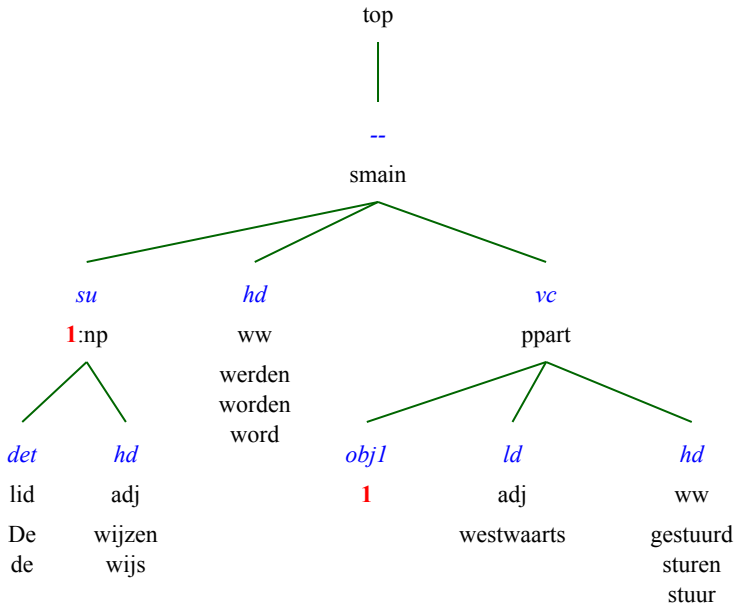 top
--
smain
su hd vc
1:np ww ppart
werden
worden
word
det hd obj1 ld hd
lid adj 1 adj ww
De wijzen westwaarts gestuurd
de wijs sturen
stuur